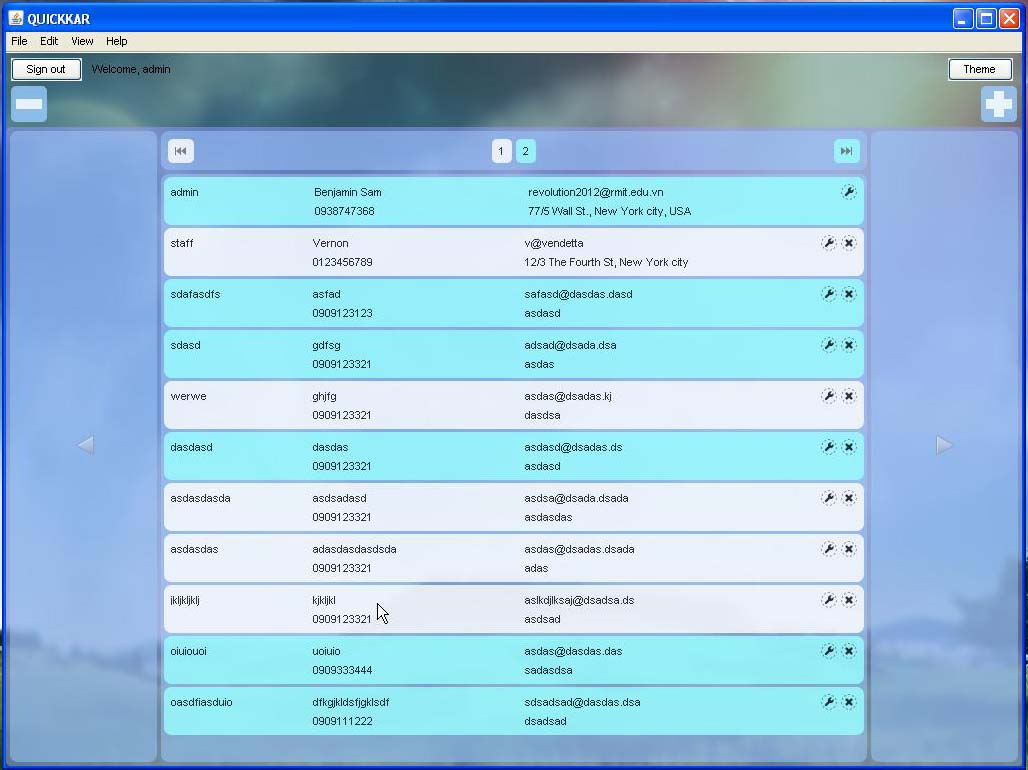 QUICKKAR
File Edit View Help
Sign out Welcome, admin Theme
1 2
admin Benjamin Sam revolution2012@rmit.edu.vn
0938747368 77/5 Wall St., New York city, USA
staff Vernon v@vendetta
0123456789 12/3 The Fourth St, New York city
sdafasdfs asfad safasd@dasdas.dasd
0909123123 asdasd
sdasd gdfsg adsad@dsada.dsa
0909123321 asdas
werwe ghjfg asdas@dsadas.kj
0909123321 dasdsa
dasdasd dasdas asdasd@dsadas.ds
0909123321 asdasd
asdasdasda asdsadasd asdsa@dsada.dsada
0909123321 asdasdas
asdasdas adasdasdasdsda asdas@dsadas.dsada
0909123321 adas
jkljkljklj kjkljkl aslkdjlksaj@dsadsa.ds
0909123321 asdsad
oiuiouoi uoiuio asdas@dasdas.das
0909333444 sadasdsa
oasdfiasduio dfkgjkldsfjgklsdf sdsadsad@dasdas.dsa
0909111222 dsadsad